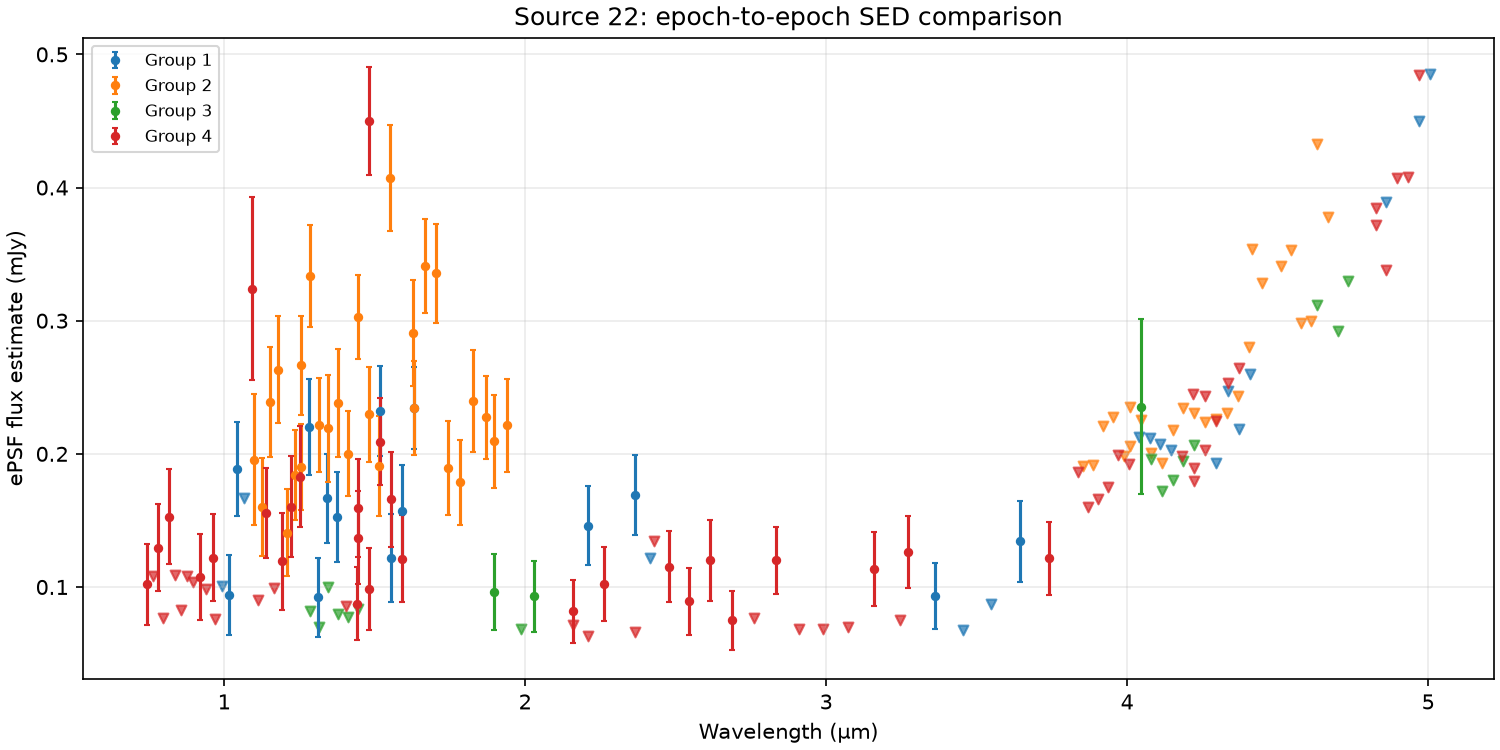 Source 22: epoch-to-epoch SED comparison
ePSF flux estimate (mJy)
0.5
0.4
0.3
0.2
0.1
Group 1
Group 2
Group 3
Group 4
1
2
3
4
5
Wavelength (μm)